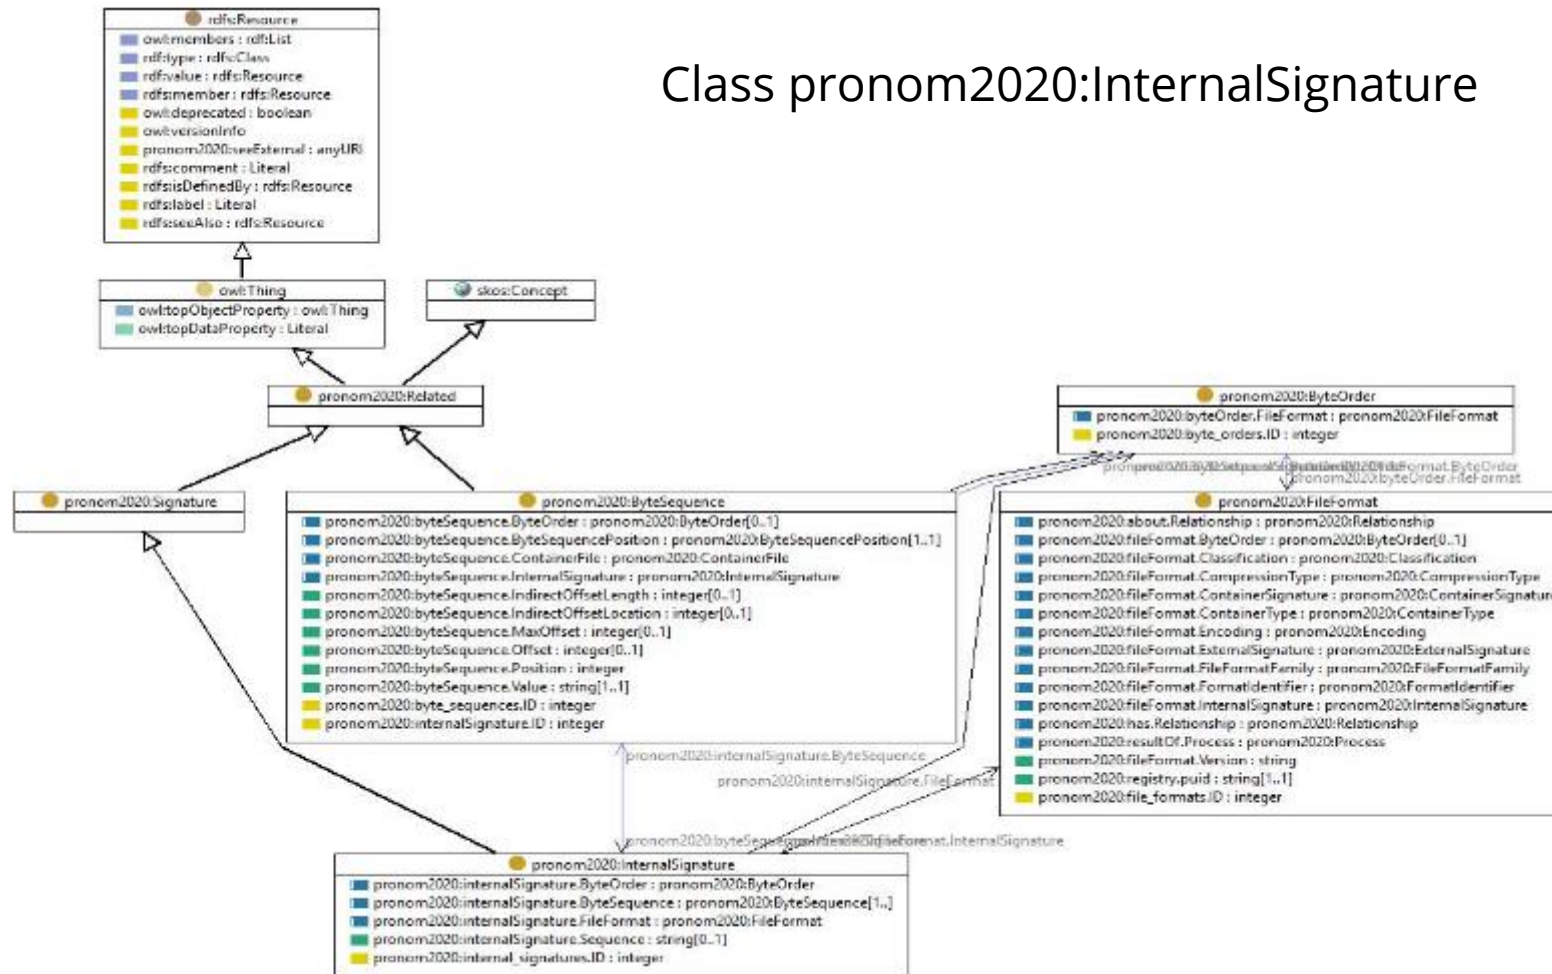 Class pronom2020:InternalSignature
rdfs:Resource
owl:members : rdf:List
rdf:type : rdfs:Class
rdf:value : rdfs:Resource
rdfs:member : rdfs:Resource
owl:deprecated : boolean
owl:versionInfo
pronom2020:seeExternal : anyURI
rdfs:comment : Literal
rdfs:isDefinedBy : rdfs:Resource
rdfs:label : Literal
rdfs:seeAlso : rdfs:Resource
owl:Thing
owl:topObjectProperty : owl:Thing
owl:topDataProperty : Literal
skos:Concept
pronom2020:Related
pronom2020:ByteOrder
pronom2020:byteOrder.FileFormat : pronom2020:FileFormat
pronom2020:byte_orders.ID : integer
pronom2020:byteOrder.FileFormat
pronom2020:Signature
pronom2020:ByteSequence
pronom2020:byteSequence.ByteOrder : pronom2020:ByteOrder[0..1]
pronom2020:byteSequence.ByteSequencePosition : pronom2020:ByteSequencePosition[1..1]
pronom2020:byteSequence.ContainerFile : pronom2020:ContainerFile
pronom2020:byteSequence.InternalSignature : pronom2020:InternalSignature
pronom2020:byteSequence.IndirectOffsetLength : integer[0..1]
pronom2020:byteSequence.IndirectOffsetLocation : integer[0..1]
pronom2020:byteSequence.MaxOffset : integer[0..1]
pronom2020:byteSequence.Offset : integer[0..1]
pronom2020:byteSequence.Position : integer
pronom2020:byteSequence.Value : string[1..1]
pronom2020:byte_sequences.ID : integer
pronom2020:internalSignature.ID : integer
pronom2020:FileFormat
pronom2020:about.Relationship : pronom2020:Relationship
pronom2020:fileFormat.ByteOrder : pronom2020:ByteOrder[0..1]
pronom2020:fileFormat.Classification : pronom2020:Classification
pronom2020:fileFormat.CompressionType : pronom2020:CompressionType
pronom2020:fileFormat.ContainerSignature : pronom2020:ContainerSignature
pronom2020:fileFormat.ContainerType : pronom2020:ContainerType
pronom2020:fileFormat.Encoding : pronom2020:Encoding
pronom2020:fileFormat.ExternalSignature : pronom2020:ExternalSignature
pronom2020:fileFormat.FileFormatFamily : pronom2020:FileFormatFamily
pronom2020:fileFormat.FormatIdentifier : pronom2020:FormatIdentifier
pronom2020:fileFormat.InternalSignature : pronom2020:InternalSignature
pronom2020:has.Relationship : pronom2020:Relationship
pronom2020:resultOf.Process : pronom2020:Process
pronom2020:fileFormat.Version : string
pronom2020:registry.puid : string[1..1]
pronom2020:file_formats.ID : integer
pronom2020:internalSignature.ByteSequence
pronom2020:internalSignature.FileFormat
pronom2020:InternalSignature
pronom2020:internalSignature.ByteOrder : pronom2020:ByteOrder
pronom2020:internalSignature.ByteSequence : pronom2020:ByteSequence[1..]
pronom2020:internalSignature.FileFormat : pronom2020:FileFormat
pronom2020:internalSignature.Sequence : string[0..1]
pronom2020:internal_signatures.ID : integer